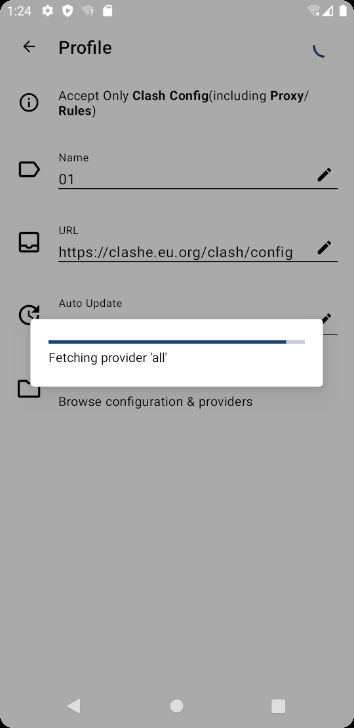 1:24
Profile
Accept Only Clash Config(including Proxy/
Rules)
Name
01
URL
https://clashe.eu.org/clash/config
Auto Update
Fetching provider 'all'
Browse configuration & providers